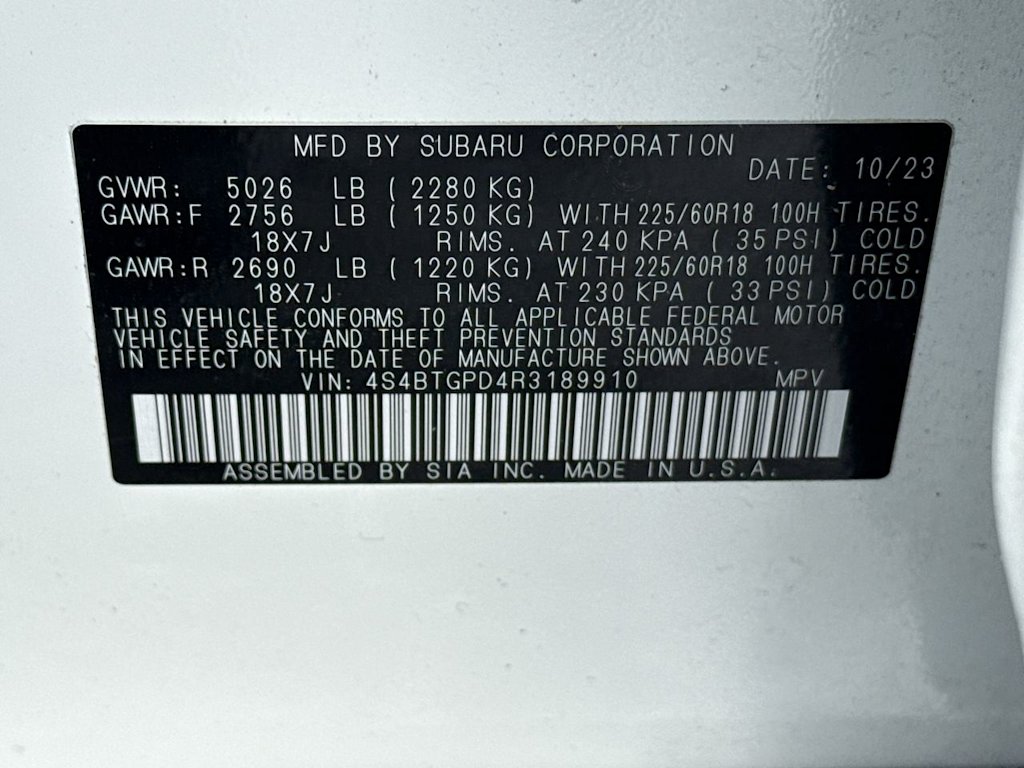 MFD BY SUBARU CORPORATION
DATE: 10/23
GVWR: 5026 LB ( 2280 KG)
GAWR:F 2756 LB ( 1250 KG) WITH 225/60R18 100H TIRES.
18X7J RIMS. AT 240 KPA ( 35 PSI) COLD
GAWR:R 2690 LB ( 1220 KG) WITH 225/60R18 100H TIRES.
18X7J RIMS. AT 230 KPA ( 33 PSI) COLD
THIS VEHICLE CONFORMS TO ALL APPLICABLE FEDERAL MOTOR
VEHICLE SAFETY AND THEFT PREVENTION STANDARDS
IN EFFECT ON THE DATE OF MANUFACTURE SHOWN ABOVE.
VIN: 4S4BTGPD4R3189910 MPV
ASSEMBLED BY SIA INC. MADE IN U.S.A.